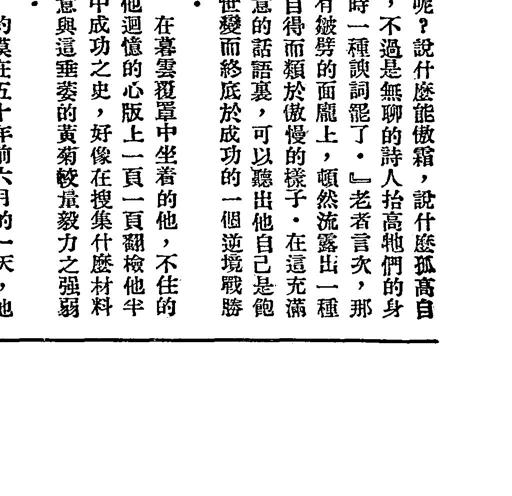 呢？說什麽能傲霜，說什麽孤高自
，不過是無聊的詩人抬高牠們的身
時一種諛詞罷了．』老者言次，那
有皺劈的面龐上，頓然流露出一種
自得而類於傲慢的樣子．在這充滿
意的話語裏，可以聽出他自己是飽
世變而終底於成功的一個逆境戰勝
．
在暮雲覆罩中坐着的他，不住的
他迴憶的心版上一頁一頁翻檢他半
中成功之史，好像在搜集什麽材料
意與這垂萎的黃菊較量毅力之强弱
．
約莫在五十年前六月的一天，他